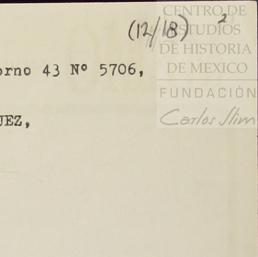 CENTRO DE
ESTUDIOS
DE HISTORIA
DE MEXICO
FUNDACIÓN
Carlos Slim
(12/18) 2
orno 43 Nº 5706,
UEZ,